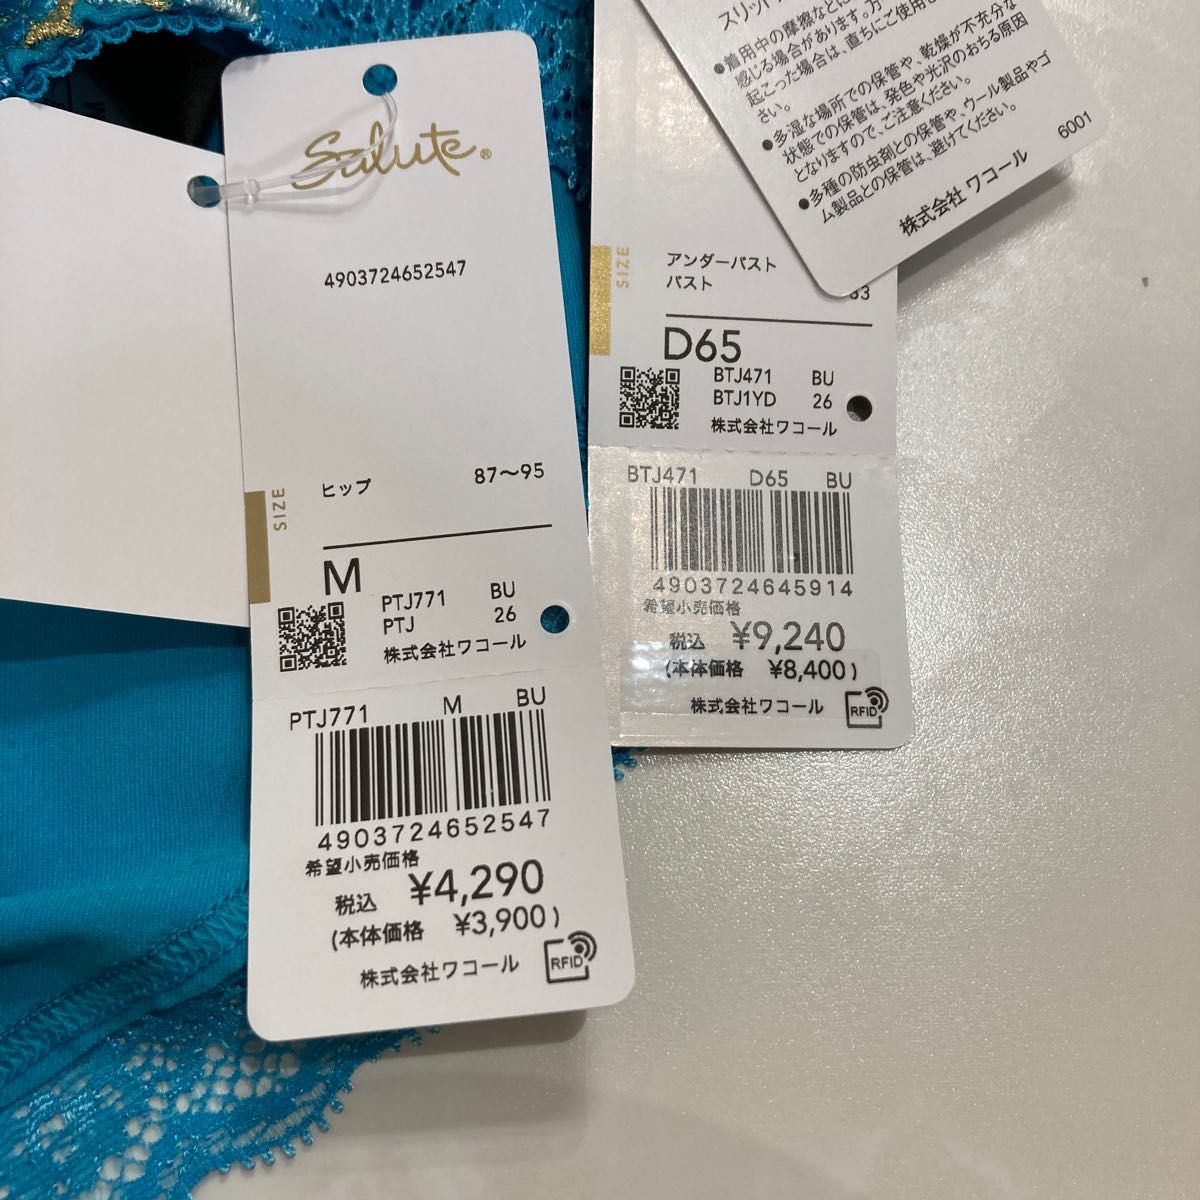 Salute®
4903724652547
ヒップ 87〜95
SIZE
M
PTJ771 BU
PTJ 26
株式会社ワコール
PTJ771 M BU
4903724652547
希望小売価格
税込 ¥4,290
(本体価格 ¥3,900)
株式会社ワコール
RFID
アンダーバスト
バスト
SIZE
D65
BTJ471 BU
BTJ1YD 26
株式会社ワコール
BTJ471 D65 BU
4903724645914
希望小売価格
税込 ¥9,240
(本体価格 ¥8,400)
株式会社ワコール
RFID
スリット
●着用中の摩擦などに
感じる場合があります。万一
起こった場合は、直ちにご使用を
さい。
●多湿な場所での保管や、乾燥が不充分な
状態での保管は、発色や光沢のおちる原因
となりますので、ご注意ください。
●多種の防虫剤との保管や、ウール製品やゴ
ム製品との保管は、避けてください。
6001
株式会社 ワコール